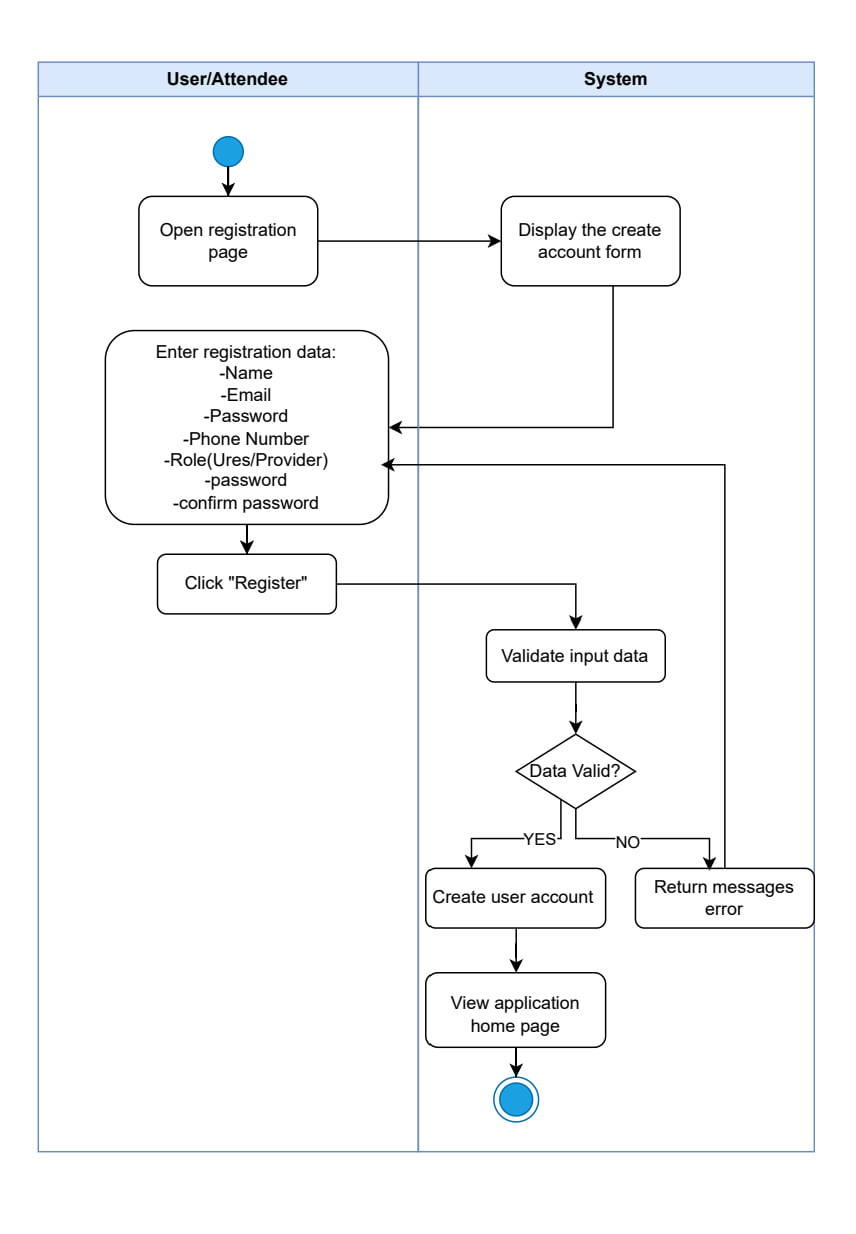 User/Attendee
System
Open registration
page
Display the create
account form
Enter registration data:
-Name
-Email
-Password
-Phone Number
-Role(Ures/Provider)
-password
-confirm password
Click "Register"
Validate input data
Data Valid?
YES
NO
Create user account
Return messages
error
View application
home page